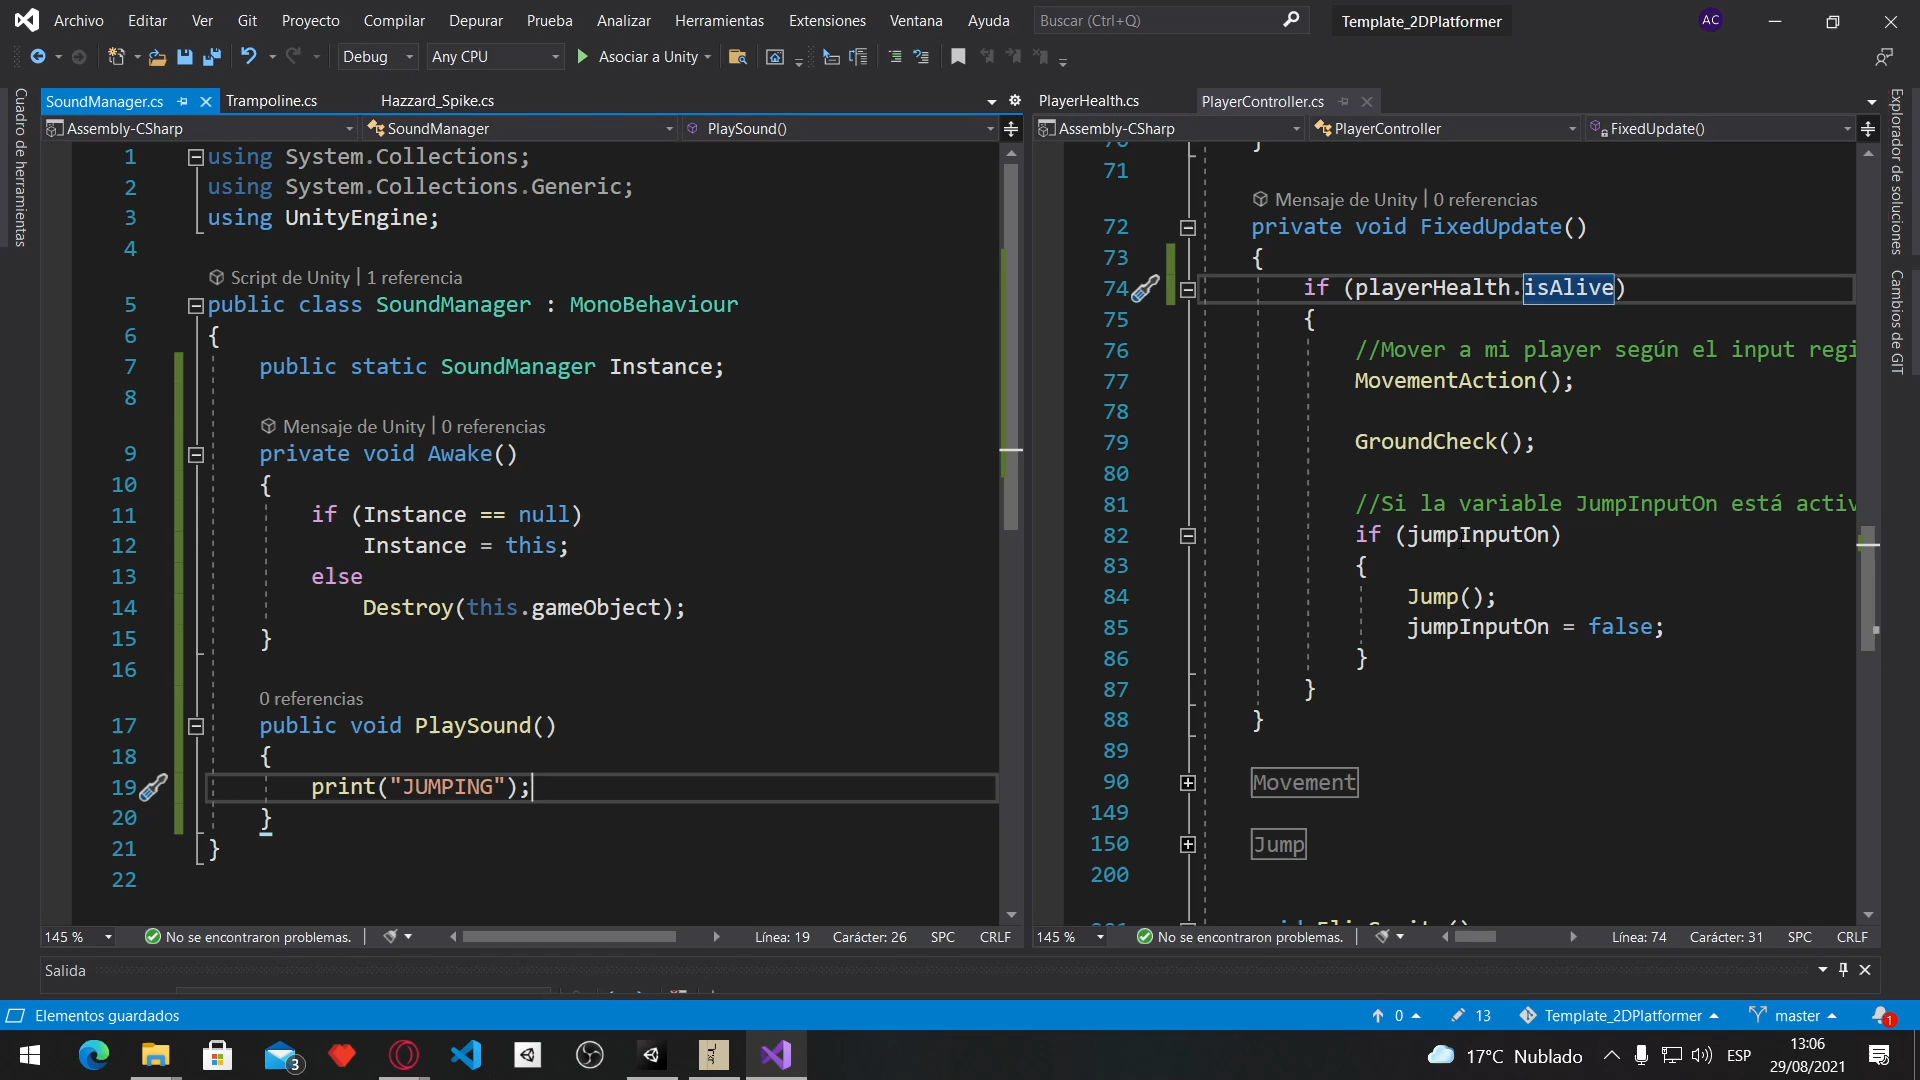 Archivo Editar Ver Git Proyecto Compilar Depurar Prueba Analizar Herramientas Extensiones Ventana Ayuda Buscar (Ctrl+Q) Template_2DPlatformer AC
Debug Any CPU Asociar a Unity
Cuadro de herramientas
SoundManager.cs Trampoline.cs Hazzard_Spike.cs
Assembly-CSharp SoundManager PlaySound()
1 using System.Collections;
2 using System.Collections.Generic;
3 using UnityEngine;
4
Script de Unity | 1 referencia
5 public class SoundManager : MonoBehaviour
6 {
7 public static SoundManager Instance;
8
Mensaje de Unity | 0 referencias
9 private void Awake()
10 {
11 if (Instance == null)
12 Instance = this;
13 else
14 Destroy(this.gameObject);
15 }
16
0 referencias
17 public void PlaySound()
18 {
19 print("JUMPING");
20 }
21 }
22
145 % No se encontraron problemas. Línea: 19 Carácter: 26 SPC CRLF
PlayerHealth.cs PlayerController.cs
Assembly-CSharp PlayerController FixedUpdate()
70 }
71
Mensaje de Unity | 0 referencias
72 private void FixedUpdate()
73 {
74 if (playerHealth.isAlive)
75 {
76 //Mover a mi player según el input regi
77 MovementAction();
78
79 GroundCheck();
80
81 //Si la variable JumpInputOn está activ
82 if (jumpInputOn)
83 {
84 Jump();
85 jumpInputOn = false;
86 }
87 }
88 }
89
90 Movement
149
150 Jump
200
145 % No se encontraron problemas. Línea: 74 Carácter: 31 SPC CRLF
Explorador de soluciones
Cambios de GIT
Salida
Elementos guardados 0 13 Template_2DPlatformer master 1
3 17°C Nublado ESP 13:06
29/08/2021